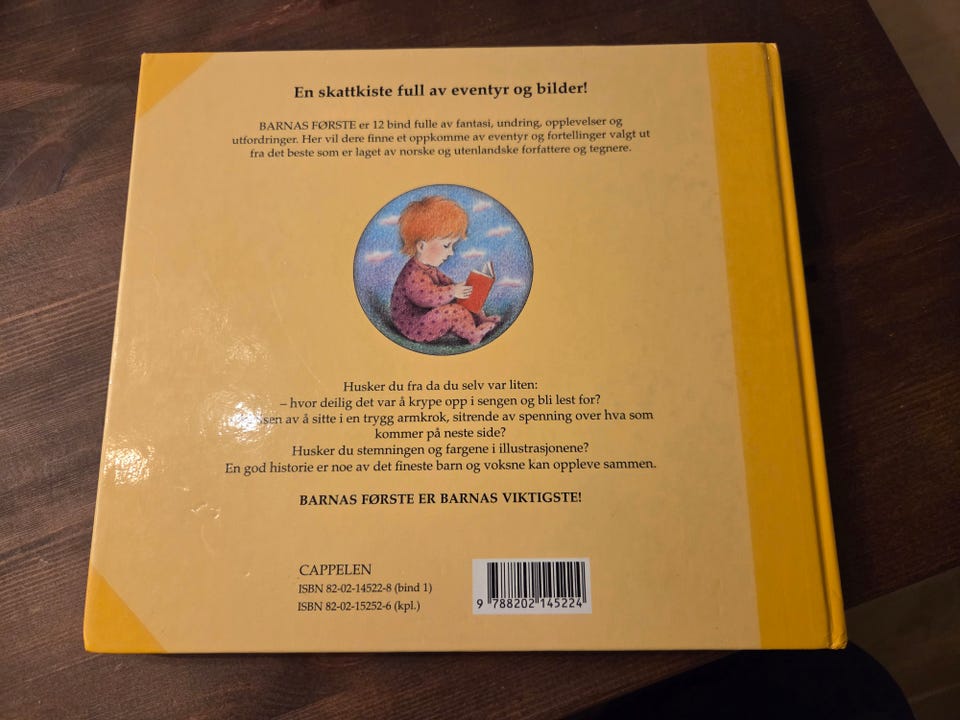 En skattkiste full av eventyr og bilder!
BARNAS FØRSTE er 12 bind fulle av fantasi, undring, opplevelser og
utfordringer. Her vil dere finne et oppkomme av eventyr og fortellinger valgt ut
fra det beste som er laget av norske og utenlandske forfattere og tegnere.
Husker du fra da du selv var liten:
– hvor deilig det var å krype opp i sengen og bli lest for?
av å sitte i en trygg armkrok, sitrende av spenning over hva som
kommer på neste side?
Husker du stemningen og fargene i illustrasjonene?
En god historie er noe av det fineste barn og voksne kan oppleve sammen.
BARNAS FØRSTE ER BARNAS VIKTIGSTE!
CAPPELEN
ISBN 82-02-14522-8 (bind 1)
ISBN 82-02-15252-6 (kpl.)
9 788202 145224